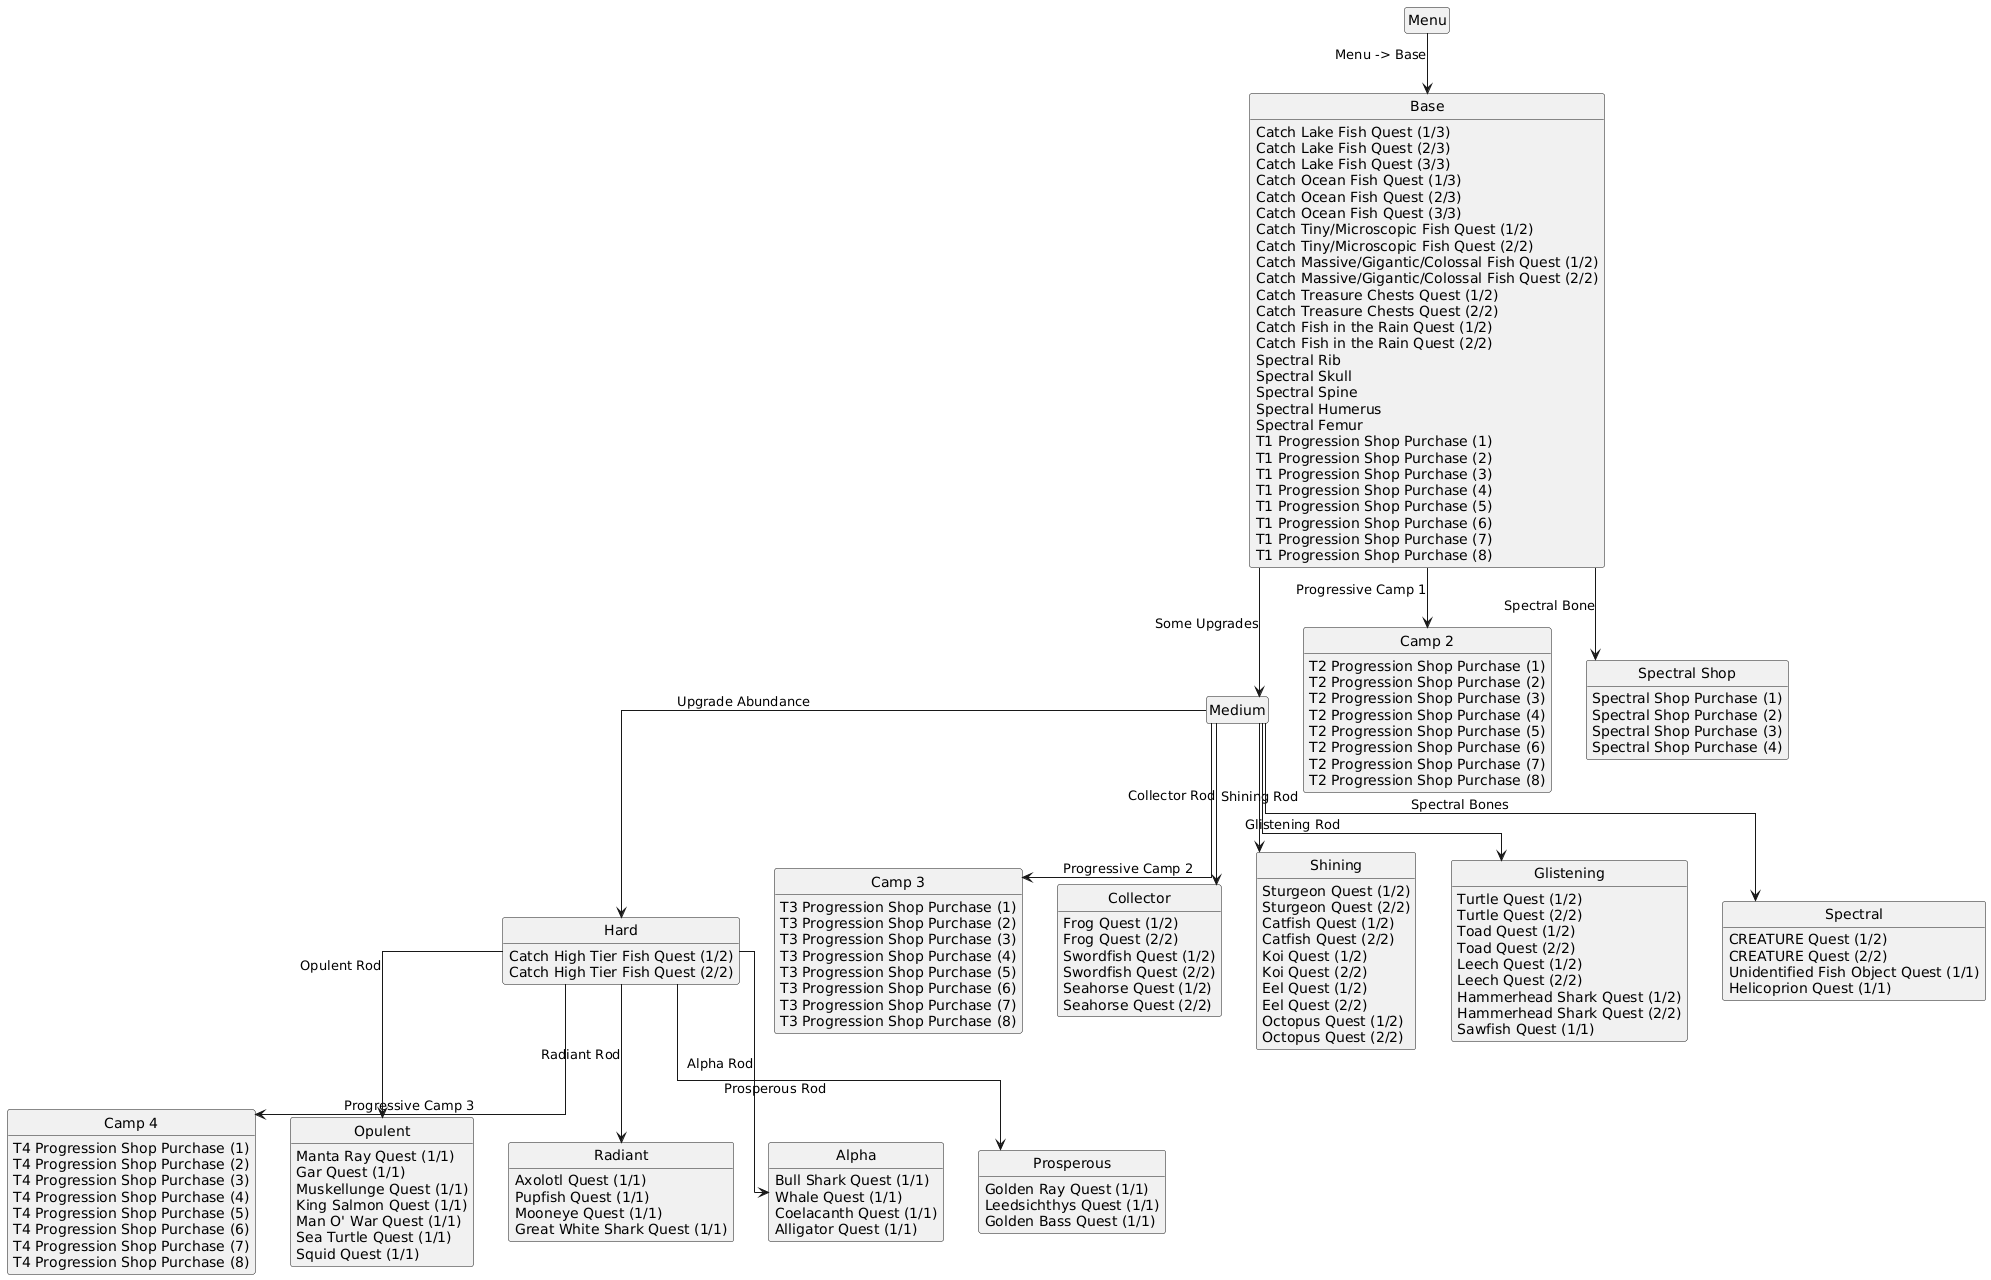 Menu
Menu -> Base
Base
Catch Lake Fish Quest (1/3)
Catch Lake Fish Quest (2/3)
Catch Lake Fish Quest (3/3)
Catch Ocean Fish Quest (1/3)
Catch Ocean Fish Quest (2/3)
Catch Ocean Fish Quest (3/3)
Catch Tiny/Microscopic Fish Quest (1/2)
Catch Tiny/Microscopic Fish Quest (2/2)
Catch Massive/Gigantic/Colossal Fish Quest (1/2)
Catch Massive/Gigantic/Colossal Fish Quest (2/2)
Catch Treasure Chests Quest (1/2)
Catch Treasure Chests Quest (2/2)
Catch Fish in the Rain Quest (1/2)
Catch Fish in the Rain Quest (2/2)
Spectral Rib
Spectral Skull
Spectral Spine
Spectral Humerus
Spectral Femur
T1 Progression Shop Purchase (1)
T1 Progression Shop Purchase (2)
T1 Progression Shop Purchase (3)
T1 Progression Shop Purchase (4)
T1 Progression Shop Purchase (5)
T1 Progression Shop Purchase (6)
T1 Progression Shop Purchase (7)
T1 Progression Shop Purchase (8)
Some Upgrades
Progressive Camp 1
Spectral Bone
Camp 2
T2 Progression Shop Purchase (1)
T2 Progression Shop Purchase (2)
T2 Progression Shop Purchase (3)
T2 Progression Shop Purchase (4)
T2 Progression Shop Purchase (5)
T2 Progression Shop Purchase (6)
T2 Progression Shop Purchase (7)
T2 Progression Shop Purchase (8)
Spectral Shop
Spectral Shop Purchase (1)
Spectral Shop Purchase (2)
Spectral Shop Purchase (3)
Spectral Shop Purchase (4)
Medium
Upgrade Abundance
Collector Rod
Shining Rod
Spectral Bones
Glistening Rod
Progressive Camp 2
Camp 3
T3 Progression Shop Purchase (1)
T3 Progression Shop Purchase (2)
T3 Progression Shop Purchase (3)
T3 Progression Shop Purchase (4)
T3 Progression Shop Purchase (5)
T3 Progression Shop Purchase (6)
T3 Progression Shop Purchase (7)
T3 Progression Shop Purchase (8)
Collector
Frog Quest (1/2)
Frog Quest (2/2)
Swordfish Quest (1/2)
Swordfish Quest (2/2)
Seahorse Quest (1/2)
Seahorse Quest (2/2)
Shining
Sturgeon Quest (1/2)
Sturgeon Quest (2/2)
Catfish Quest (1/2)
Catfish Quest (2/2)
Koi Quest (1/2)
Koi Quest (2/2)
Eel Quest (1/2)
Eel Quest (2/2)
Octopus Quest (1/2)
Octopus Quest (2/2)
Glistening
Turtle Quest (1/2)
Turtle Quest (2/2)
Toad Quest (1/2)
Toad Quest (2/2)
Leech Quest (1/2)
Leech Quest (2/2)
Hammerhead Shark Quest (1/2)
Hammerhead Shark Quest (2/2)
Sawfish Quest (1/1)
Spectral
CREATURE Quest (1/2)
CREATURE Quest (2/2)
Unidentified Fish Object Quest (1/1)
Helicoprion Quest (1/1)
Hard
Catch High Tier Fish Quest (1/2)
Catch High Tier Fish Quest (2/2)
Opulent Rod
Radiant Rod
Alpha Rod
Prosperous Rod
Progressive Camp 3
Camp 4
T4 Progression Shop Purchase (1)
T4 Progression Shop Purchase (2)
T4 Progression Shop Purchase (3)
T4 Progression Shop Purchase (4)
T4 Progression Shop Purchase (5)
T4 Progression Shop Purchase (6)
T4 Progression Shop Purchase (7)
T4 Progression Shop Purchase (8)
Opulent
Manta Ray Quest (1/1)
Gar Quest (1/1)
Muskellunge Quest (1/1)
King Salmon Quest (1/1)
Man O' War Quest (1/1)
Sea Turtle Quest (1/1)
Squid Quest (1/1)
Radiant
Axolotl Quest (1/1)
Pupfish Quest (1/1)
Mooneye Quest (1/1)
Great White Shark Quest (1/1)
Alpha
Bull Shark Quest (1/1)
Whale Quest (1/1)
Coelacanth Quest (1/1)
Alligator Quest (1/1)
Prosperous
Golden Ray Quest (1/1)
Leedsichthys Quest (1/1)
Golden Bass Quest (1/1)